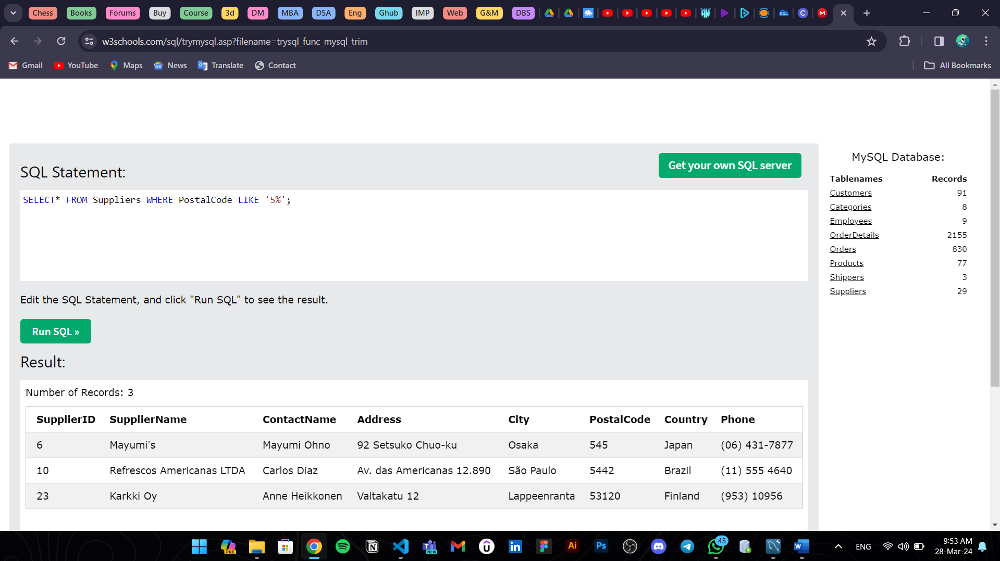 Chess Books Forums Buy Course 3d DM MBA DSA Eng Ghub IMP Web G&M DBS
w3schools.com/sql/trymysql.asp?filename=trysql_func_mysql_trim
Gmail YouTube Maps News Translate Contact All Bookmarks
SQL Statement:
Get your own SQL server
SELECT* FROM Suppliers WHERE PostalCode LIKE '5%';
Edit the SQL Statement, and click "Run SQL" to see the result.
Run SQL »
Result:
Number of Records: 3
SupplierID SupplierName ContactName Address City PostalCode Country Phone
6 Mayumi's Mayumi Ohno 92 Setsuko Chuo-ku Osaka 545 Japan (06) 431-7877
10 Refrescos Americanas LTDA Carlos Diaz Av. das Americanas 12.890 São Paulo 5442 Brazil (11) 555 4640
23 Karkki Oy Anne Heikkonen Valtakatu 12 Lappeenranta 53120 Finland (953) 10956
MySQL Database:
Tablenames Records
Customers 91
Categories 8
Employees 9
OrderDetails 2155
Orders 830
Products 77
Shippers 3
Suppliers 29
PRE
NEW
Ai
Ps
45
ENG
9:53 AM
28-Mar-24